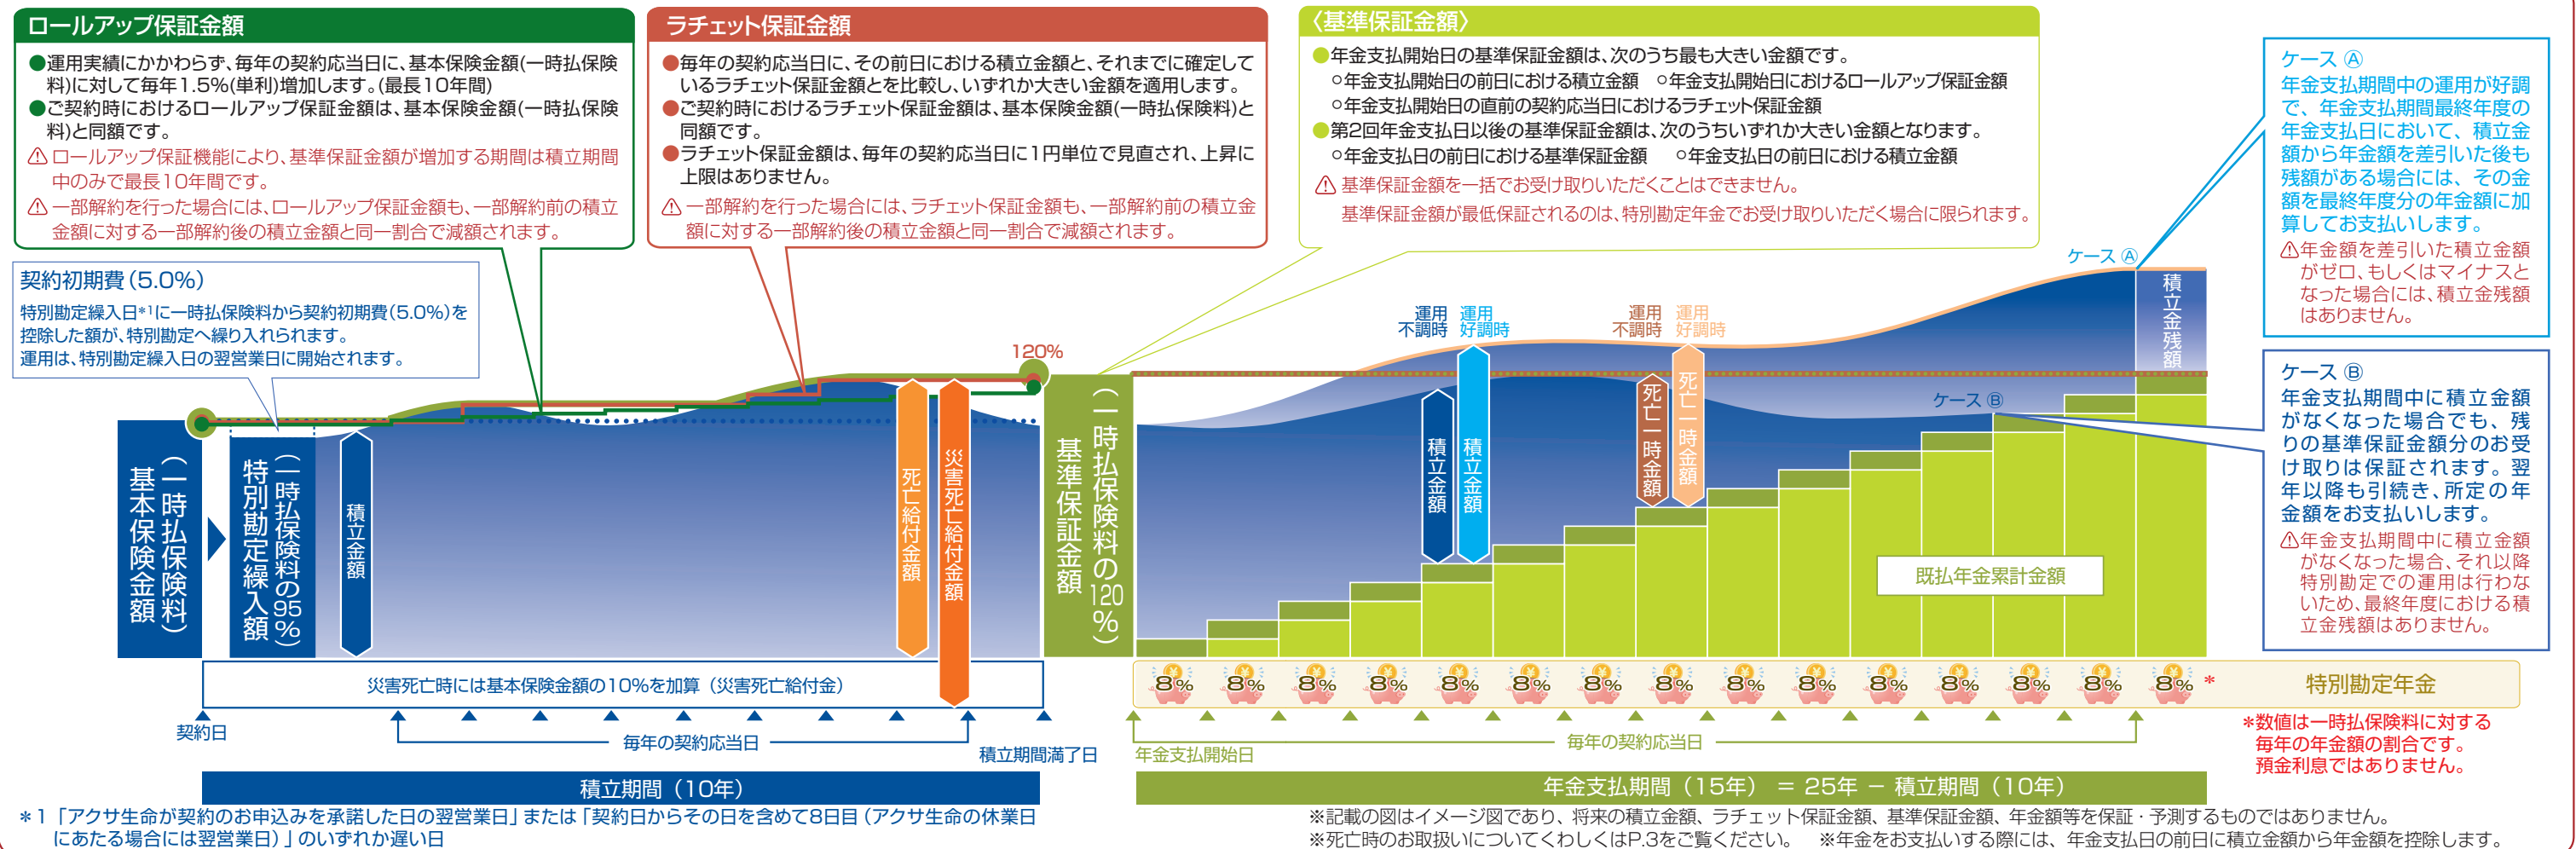 ロールアップ保証金額
●運用実績にかかわらず、毎年の契約応当日に、基本保険金額(一時払保険
料)に対して毎年1.5%(単利)増加します。(最長10年間)
●ご契約時におけるロールアップ保証金額は、基本保険金額(一時払保険
料)と同額です。
⚠ロールアップ保証機能により、基準保証金額が増加する期間は積立期間
中のみで最長10年間です。
⚠一部解約を行った場合には、ロールアップ保証金額も、一部解約前の積立
金額に対する一部解約後の積立金額と同一割合で減額されます。
ラチェット保証金額
●毎年の契約応当日に、その前日における積立金額と、それまでに確定して
いるラチェット保証金額とを比較し、いずれか大きい金額を適用します。
●ご契約時におけるラチェット保証金額は、基本保険金額(一時払保険料)と
同額です。
●ラチェット保証金額は、毎年の契約応当日に1円単位で見直され、上昇に
上限はありません。
⚠一部解約を行った場合には、ラチェット保証金額も、一部解約前の積立金
額に対する一部解約後の積立金額と同一割合で減額されます。
〈基準保証金額〉
●年金支払開始日の基準保証金額は、次のうち最も大きい金額です。
○年金支払開始日の前日における積立金額 ○年金支払開始日におけるロールアップ保証金額
○年金支払開始日の直前の契約応当日におけるラチェット保証金額
●第2回年金支払日以後の基準保証金額は、次のうちいずれか大きい金額となります。
○年金支払日の前日における基準保証金額 ○年金支払日の前日における積立金額
⚠基準保証金額を一括でお受け取りいただくことはできません。
基準保証金額が最低保証されるのは、特別勘定年金でお受け取りいただく場合に限られます。
ケース Ⓐ
年金支払期間中の運用が好調
で、年金支払期間最終年度の
年金支払日において、積立金
額から年金額を差引いた後も
残額がある場合には、その金
額を最終年度分の年金額に加
算してお支払いします。
⚠年金額を差引いた積立金額
がゼロ、もしくはマイナスと
なった場合には、積立金残額
はありません。
ケース Ⓑ
年金支払期間中に積立金額
がなくなった場合でも、残
りの基準保証金額分のお受
け取りは保証されます。翌
年以降も引続き、所定の年
金額をお支払いします。
⚠年金支払期間中に積立金額
がなくなった場合、それ以降
特別勘定での運用は行わな
いため、最終年度における積
立金残額はありません。
契約初期費(5.0%)
特別勘定繰入日*1に一時払保険料から契約初期費(5.0%)を
控除した額が、特別勘定へ繰り入れられます。
運用は、特別勘定繰入日の翌営業日に開始されます。
基本保険金額
(一時払保険料)
特別勘定繰入額
(一時払保険料の95%)
積立金額
死亡給付金額
災害死亡給付金額
120%
基準保証金額
(一時払保険料の120%)
運用
不調時
運用
好調時
積立金額
積立金額
運用
不調時
運用
好調時
死亡一時金額
死亡一時金額
ケース Ⓐ
ケース Ⓑ
積立金残額
既払年金累計金額
災害死亡時には基本保険金額の10%を加算(災害死亡給付金)
8% 8% 8% 8% 8% 8% 8% 8% 8% 8% 8% 8% 8% 8% 8% *
特別勘定年金
契約日
毎年の契約応当日
積立期間満了日
年金支払開始日
毎年の契約応当日
*数値は一時払保険料に対する
毎年の年金額の割合です。
預金利息ではありません。
積立期間(10年)
年金支払期間(15年) = 25年 − 積立期間(10年)
*1「アクサ生命が契約のお申込みを承諾した日の翌営業日」または「契約日からその日を含めて8日目(アクサ生命の休業日
にあたる場合には翌営業日)」のいずれか遅い日
※記載の図はイメージ図であり、将来の積立金額、ラチェット保証金額、基準保証金額、年金額等を保証・予測するものではありません。
※死亡時のお取扱いについてくわしくはP.3をご覧ください。 ※年金をお支払いする際には、年金支払日の前日に積立金額から年金額を控除します。